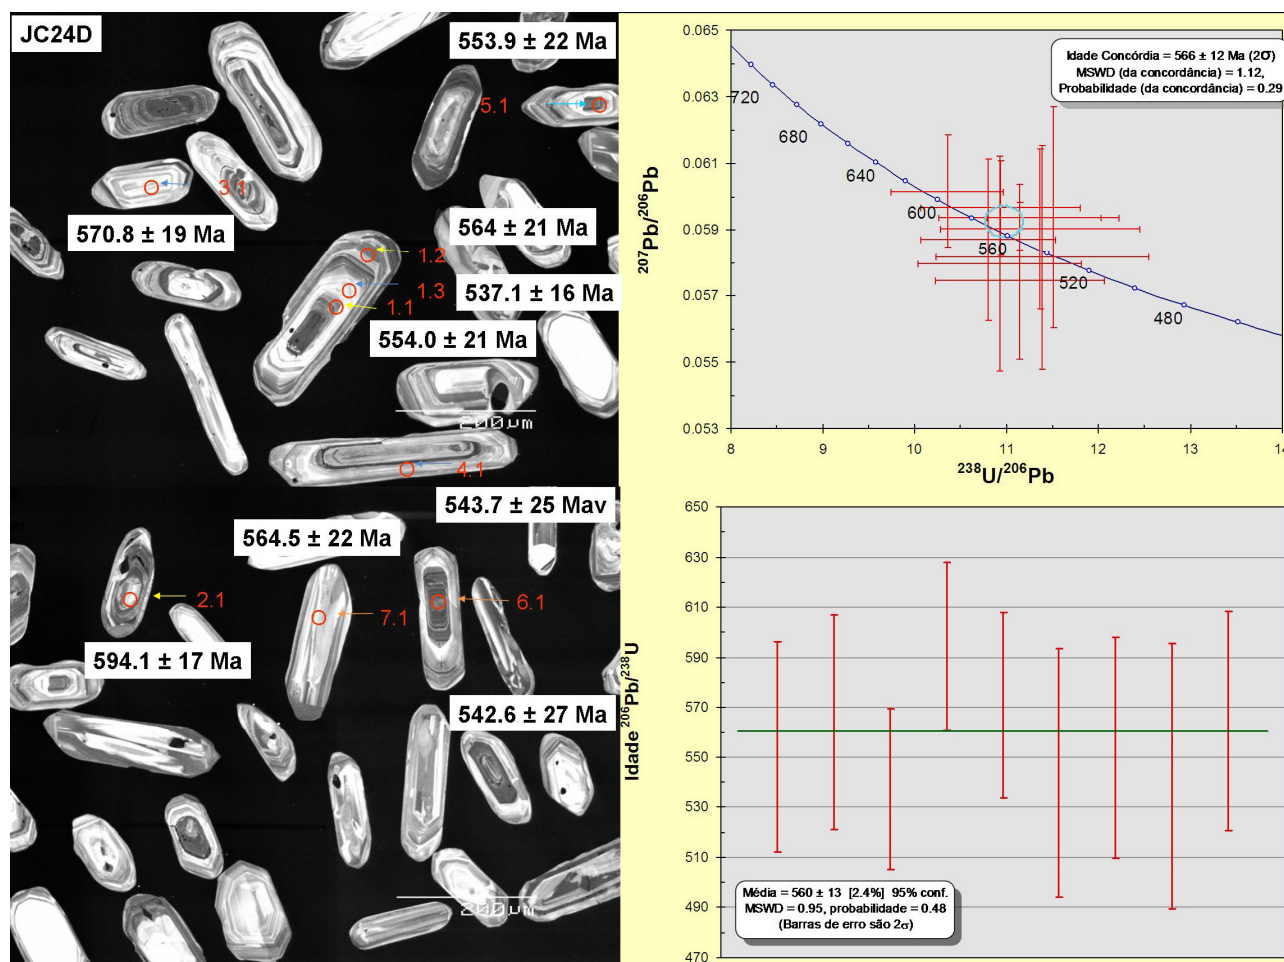 JC24D
553.9 ± 22 Ma
5.1
3.1
570.8 ± 19 Ma
564 ± 21 Ma
1.2
1.3
537.1 ± 16 Ma
1.1
554.0 ± 21 Ma
200µm
4.1
543.7 ± 25 Mav
564.5 ± 22 Ma
2.1
7.1
6.1
594.1 ± 17 Ma
542.6 ± 27 Ma
200µm
0.065
0.063
0.061
0.059
0.057
0.055
0.053
²⁰⁷Pb/²⁰⁶Pb
Idade Concórdia = 566 ± 12 Ma (2σ)
MSWD (da concordância) = 1.12,
Probabilidade (da concordância) = 0.29
720
680
640
600
560
520
480
8 9 10 11 12 13 14
²³⁸U/²⁰⁶Pb
650
630
610
590
570
550
530
510
490
470
Idade ²⁰⁶Pb/²³⁸U
Média = 560 ± 13 [2.4%] 95% conf.
MSWD = 0.95, probabilidade = 0.48
(Barras de erro são 2σ)